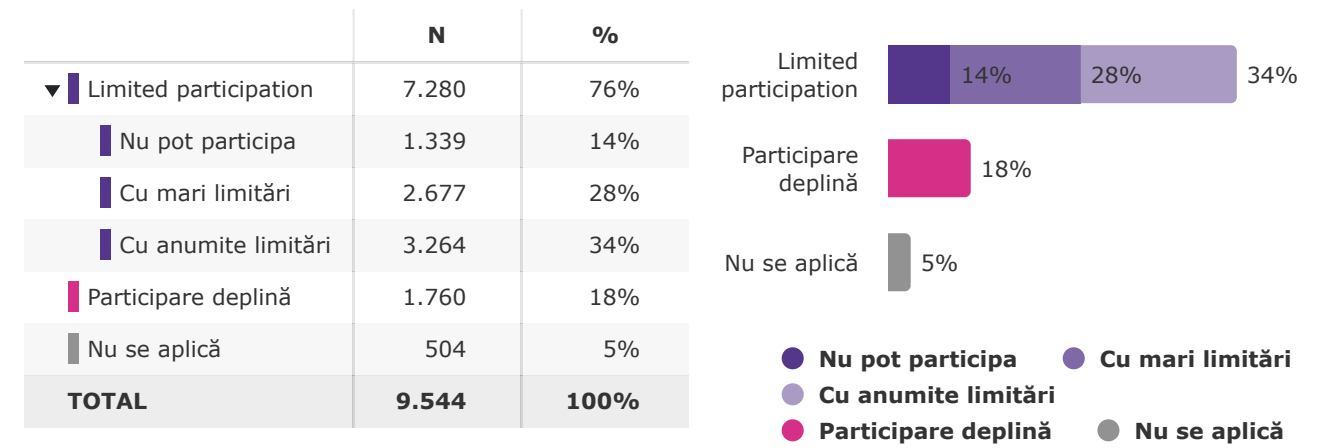 N %
Limited participation 7.280 76%
Nu pot participa 1.339 14%
Cu mari limitări 2.677 28%
Cu anumite limitări 3.264 34%
Participare deplină 1.760 18%
Nu se aplică 504 5%
TOTAL 9.544 100%
Limited
participation
14% 28% 34%
Participare
deplină
18%
Nu se aplică 5%
Nu pot participa Cu mari limitări
Cu anumite limitări
Participare deplină Nu se aplică